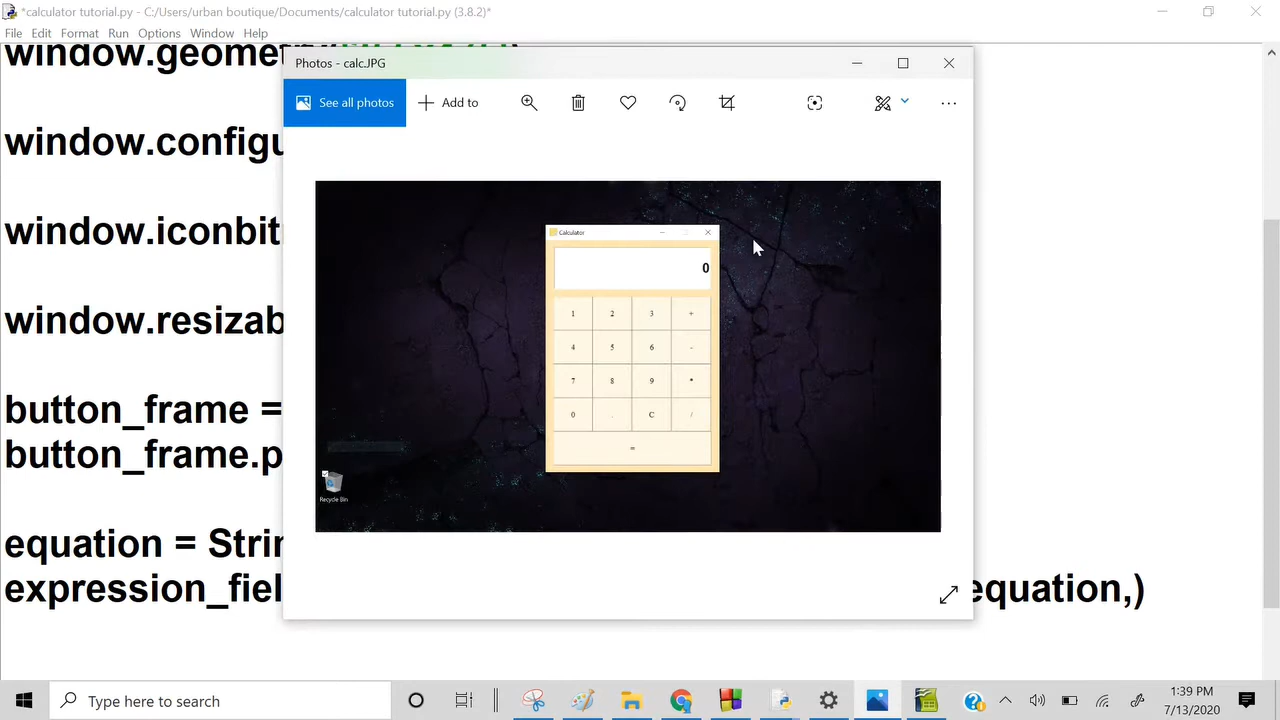 *calculator tutorial.py - C:/Users/urban boutique/Documents/calculator tutorial.py (3.8.2)*
File Edit Format Run Options Window Help
window.geomet
Photos - calc.JPG
See all photos
Add to
window.configu
window.iconbit
window.resizab
button_frame =
button_frame.p
equation = Strin
expression_fiel
equation,)
Calculator
0
1 2 3 +
4 5 6 -
7 8 9 *
0 . C /
=
Recycle Bin
Type here to search
1:39 PM
7/13/2020